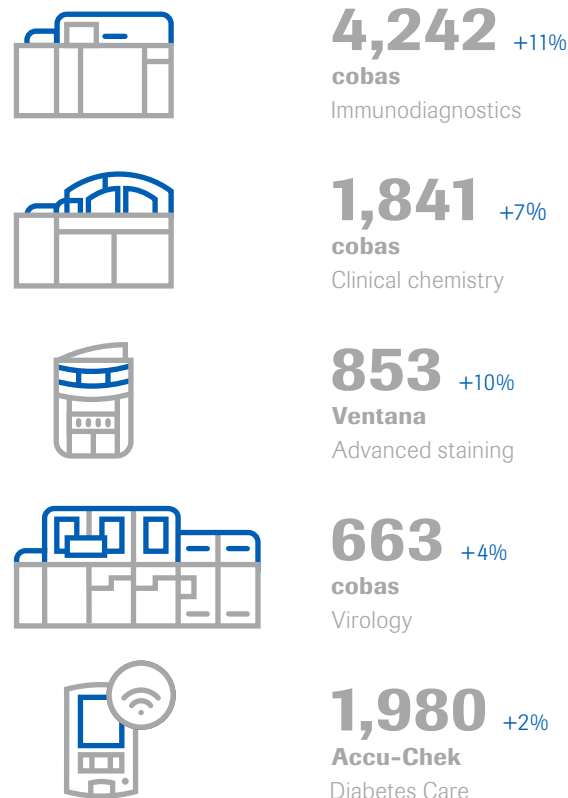 4,242 +11%
cobas
Immunodiagnostics
1,841 +7%
cobas
Clinical chemistry
853 +10%
Ventana
Advanced staining
663 +4%
cobas
Virology
1,980 +2%
Accu-Chek
Diabetes Care